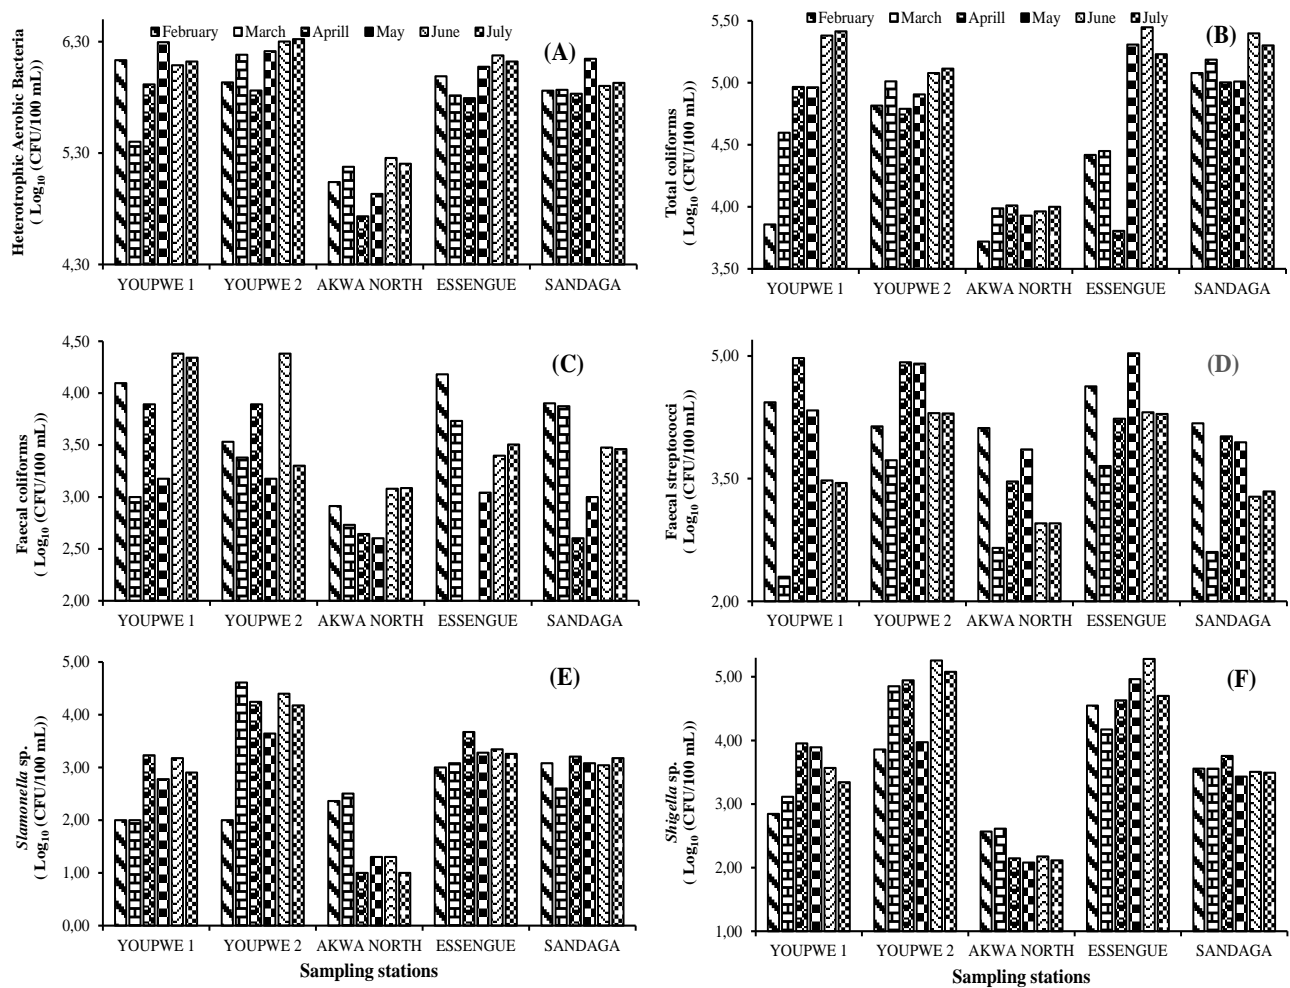 February March Aprill May June July
(A)
Heterotrophic Aerobic Bacteria
( Log₁₀ (CFU/100 mL))
6,30
5,30
4,30
YOUPWE 1 YOUPWE 2 AKWA NORTH ESSENGUE SANDAGA
February March Aprill May June July
(B)
Total coliforms
( Log₁₀ (CFU/100 mL))
5,50
5,00
4,50
4,00
3,50
YOUPWE 1 YOUPWE 2 AKWA NORTH ESSENGUE SANDAGA
(C)
Faecal coliforms
( Log₁₀ (CFU/100 mL))
4,50
4,00
3,50
3,00
2,50
2,00
YOUPWE 1 YOUPWE 2 AKWA NORTH ESSENGUE SANDAGA
(D)
Faecal streptococci
( Log₁₀ (CFU/100 mL))
5,00
3,50
2,00
YOUPWE 1 YOUPWE 2 AKWA NORTH ESSENGUE SANDAGA
(E)
Slamonella sp.
( Log₁₀ (CFU/100 mL))
5,00
4,00
3,00
2,00
1,00
0,00
YOUPWE 1 YOUPWE 2 AKWA NORTH ESSENGUE SANDAGA
Sampling stations
(F)
Shigella sp.
( Log₁₀ (CFU/100 mL))
5,00
4,00
3,00
2,00
1,00
YOUPWE 1 YOUPWE 2 AKWA NORTH ESSENGUE SANDAGA
Sampling stations